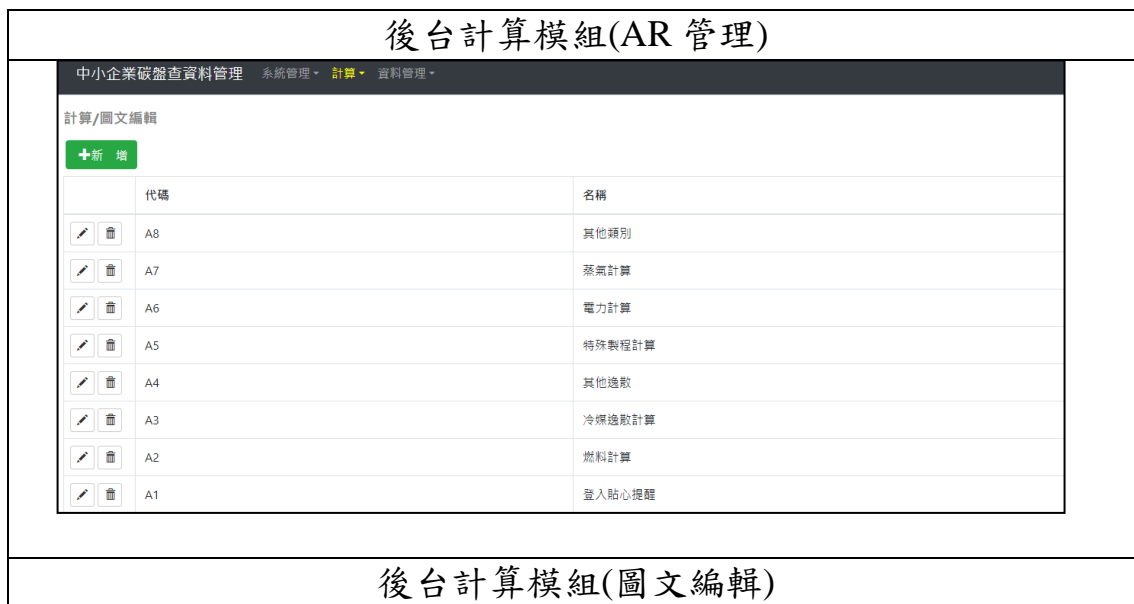 後台計算模組(AR 管理)
中小企業碳盤查資料管理 系統管理 計算 資料管理
計算/圖文編輯
新 增
代碼 名稱
A8 其他類別
A7 蒸氣計算
A6 電力計算
A5 特殊製程計算
A4 其他逸散
A3 冷媒逸散計算
A2 燃料計算
A1 登入貼心提醒
後台計算模組(圖文編輯)